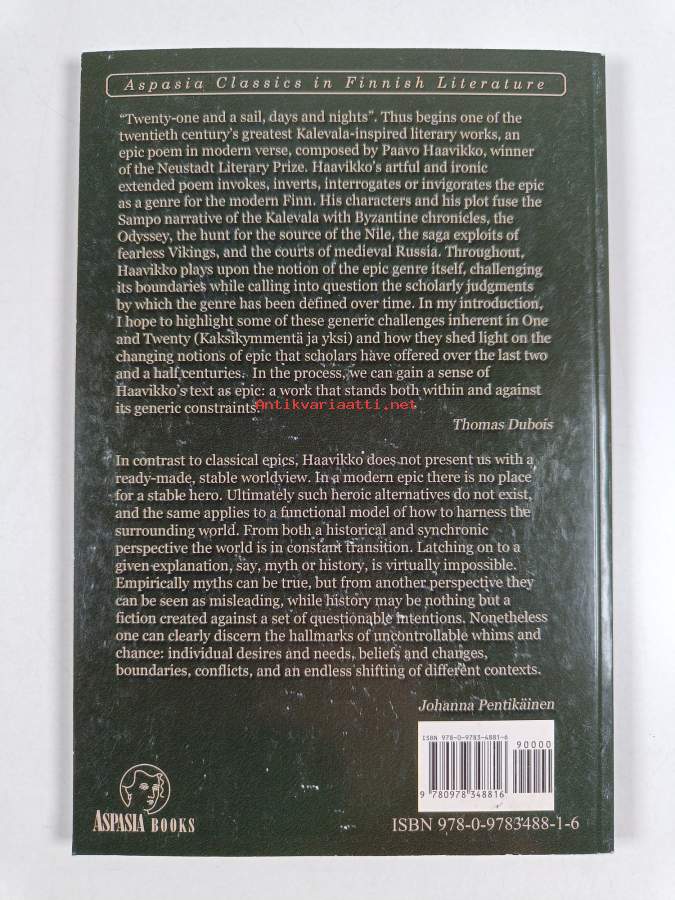 Aspasia Classics in Finnish Literature
“Twenty-one and a sail, days and nights”. Thus begins one of the
twentieth century’s greatest Kalevala-inspired literary works, an
epic poem in modern verse, composed by Paavo Haavikko, winner
of the Neustadt Literary Prize. Haavikko’s artful and ironic
extended poem invokes, inverts, interrogates or invigorates the epic
as a genre for the modern Finn. His characters and his plot fuse the
Sampo narrative of the Kalevala with Byzantine chronicles, the
Odyssey, the hunt for the source of the Nile, the saga exploits of
fearless Vikings, and the courts of medieval Russia. Throughout,
Haavikko plays upon the notion of the epic genre itself, challenging
its boundaries while calling into question the scholarly judgments
by which the genre has been defined over time. In my introduction,
I hope to highlight some of these generic challenges inherent in One
and Twenty (Kaksikymmentä ja yksi) and how they shed light on the
changing notions of epic that scholars have offered over the last two
and a half centuries. In the process, we can gain a sense of
Haavikko’s text as epic: a work that stands both within and against
its generic constraints.
Antikvariaatti.net
Thomas Dubois
In contrast to classical epics, Haavikko does not present us with a
ready-made, stable worldview. In a modern epic there is no place
for a stable hero. Ultimately such heroic alternatives do not exist,
and the same applies to a functional model of how to harness the
surrounding world. From both a historical and synchronic
perspective the world is in constant transition. Latching on to a
given explanation, say, myth or history, is virtually impossible.
Empirically myths can be true, but from another perspective they
can be seen as misleading, while history may be nothing but a
fiction created against a set of questionable intentions. Nonetheless
one can clearly discern the hallmarks of uncontrollable whims and
chance: individual desires and needs, beliefs and changes,
boundaries, conflicts, and an endless shifting of different contexts.
Johanna Pentikäinen
ISBN 978-0-9783-4881-6
90000
9 780978 348816
ASPASIA BOOKS
ISBN 978-0-9783488-1-6